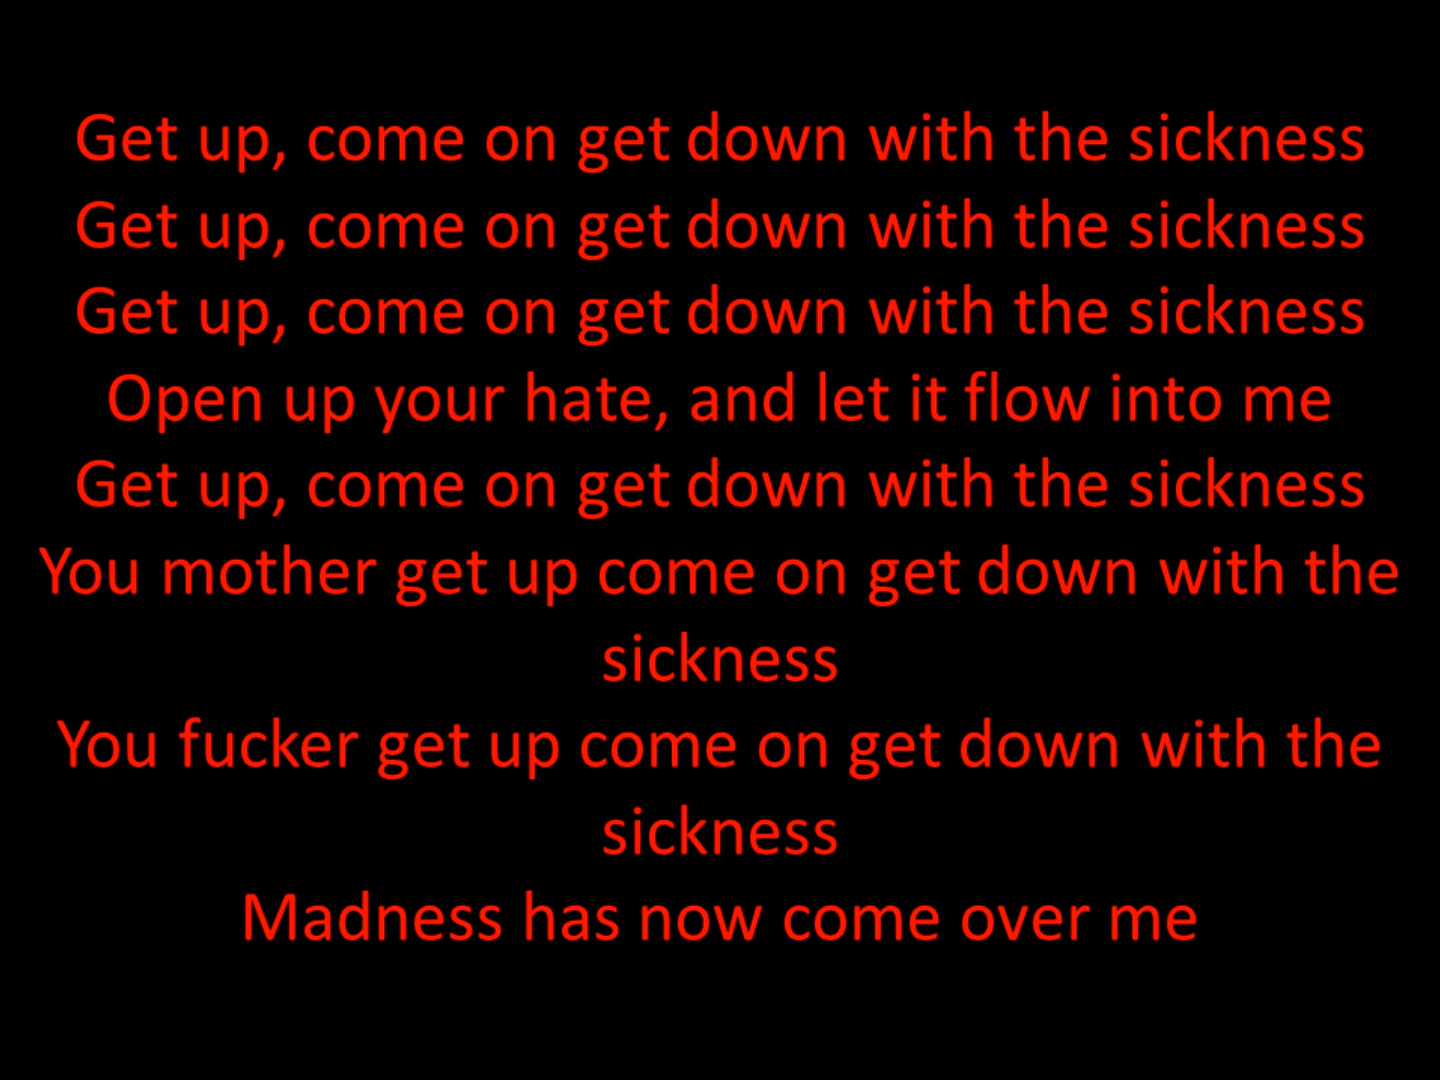 Get up, come on get down with the sickness
Get up, come on get down with the sickness
Get up, come on get down with the sickness
Open up your hate, and let it flow into me
Get up, come on get down with the sickness
You mother get up come on get down with the
sickness
You fucker get up come on get down with the
sickness
Madness has now come over me